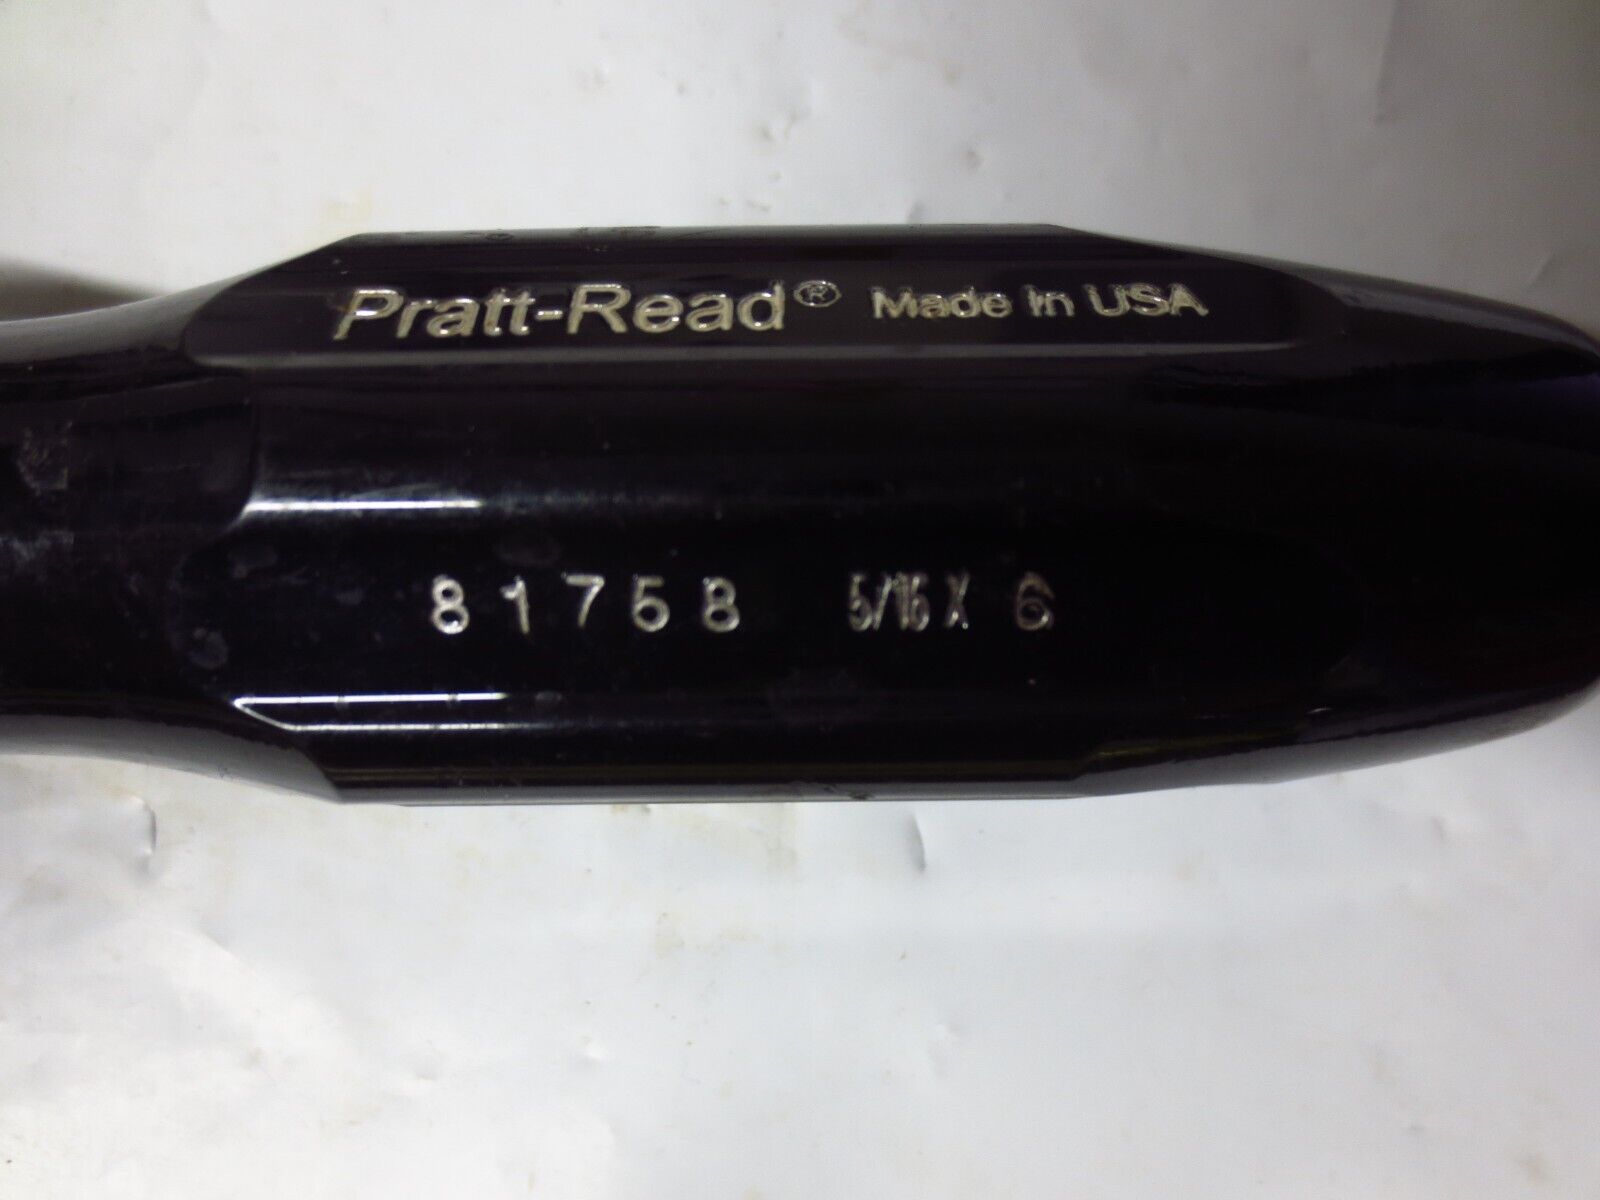 Pratt-Read® Made In USA
81758 5/16 X 6